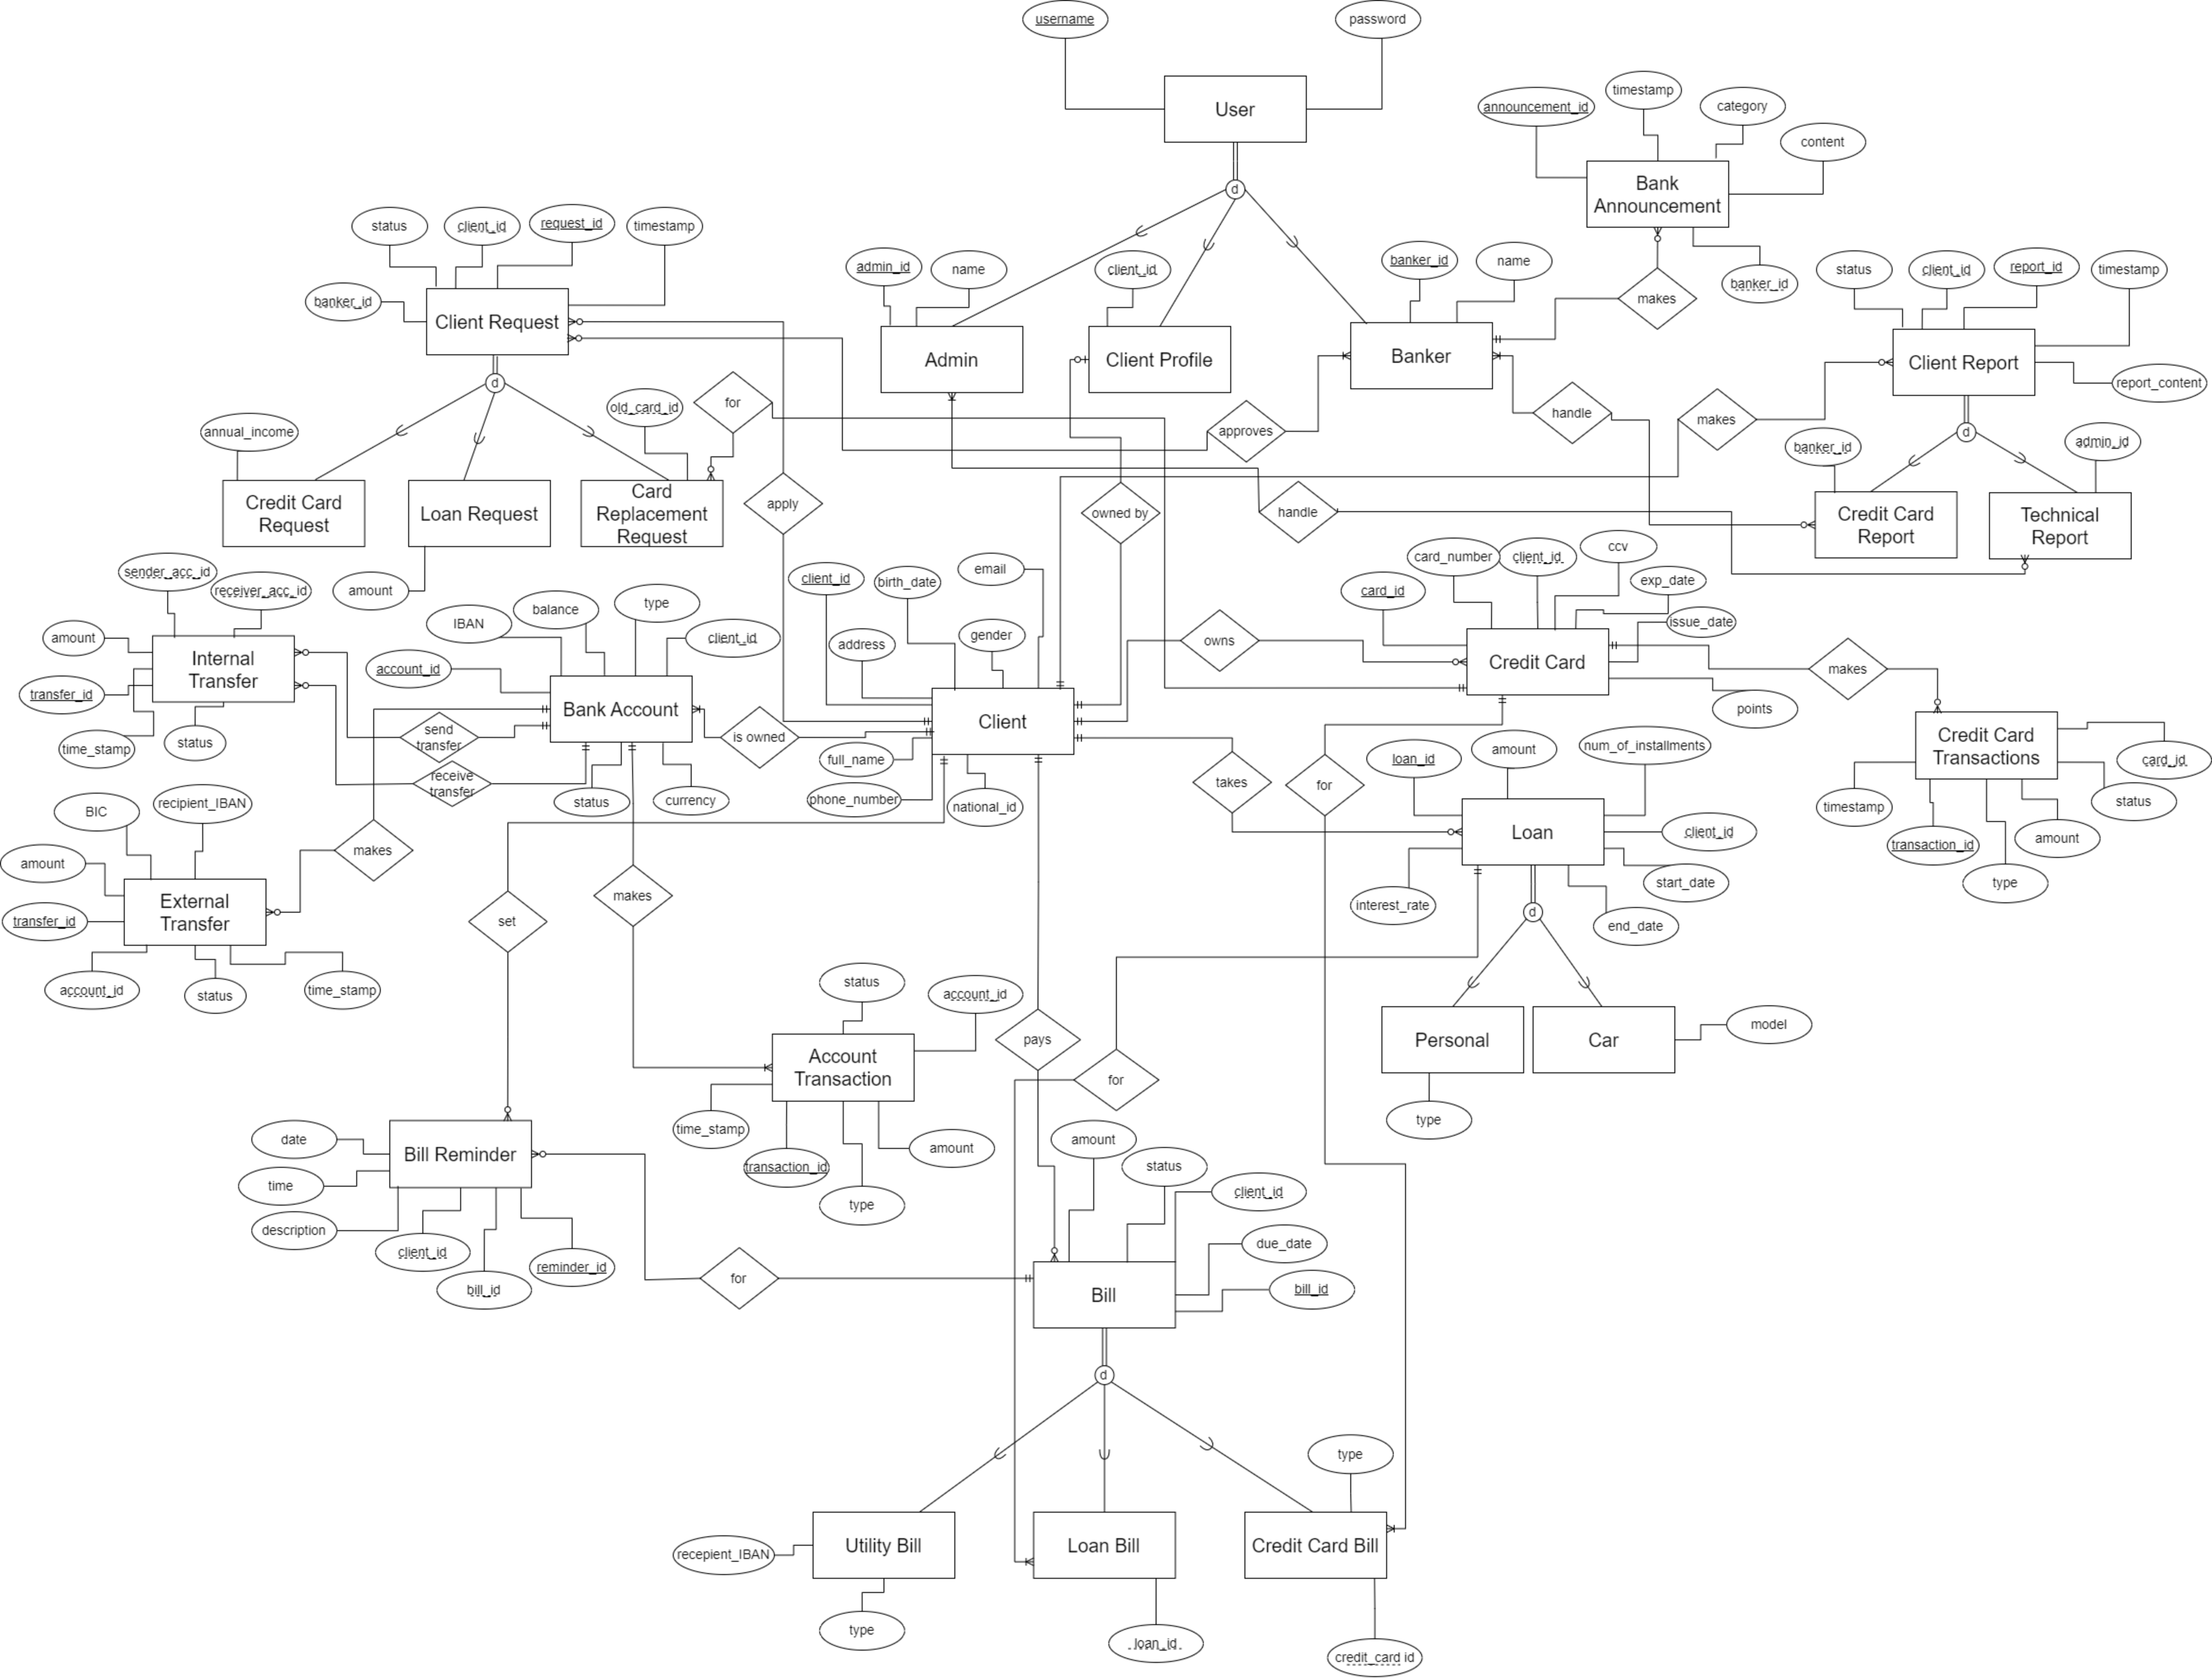 username
password
User
d
announcement_id
timestamp
category
content
Bank
Announcement
banker_id
makes
status
client_id
request_id
timestamp
banker_id
Client Request
d
admin_id
name
Admin
client_id
Client Profile
banker_id
name
Banker
status
client_id
report_id
timestamp
Client Report
report_content
d
annual_income
old_card_id
for
approves
handle
makes
banker_id
admin_id
Credit Card
Request
Loan Request
Card
Replacement
Request
apply
owned by
handle
Credit Card
Report
Technical
Report
amount
sender_acc_id
receiver_acc_id
amount
Internal
Transfer
transfer_id
time_stamp
status
IBAN
balance
type
client_id
account_id
Bank Account
send
transfer
receive
transfer
status
currency
is owned
client_id
birth_date
email
address
gender
Client
full_name
phone_number
national_id
owns
card_id
card_number
client_id
ccv
exp_date
issue_date
Credit Card
points
makes
Credit Card
Transactions
card_id
status
timestamp
transaction_id
amount
type
BIC
recipient_IBAN
amount
External
Transfer
transfer_id
account_id
status
time_stamp
makes
set
makes
takes
for
loan_id
amount
num_of_installments
Loan
client_id
start_date
interest_rate
end_date
d
Personal
Car
model
type
status
account_id
Account
Transaction
time_stamp
transaction_id
amount
type
pays
for
date
time
description
Bill Reminder
client_id
bill_id
reminder_id
for
amount
status
client_id
due_date
bill_id
Bill
d
type
Utility Bill
Loan Bill
Credit Card Bill
recepient_IBAN
type
loan_id
credit_card id